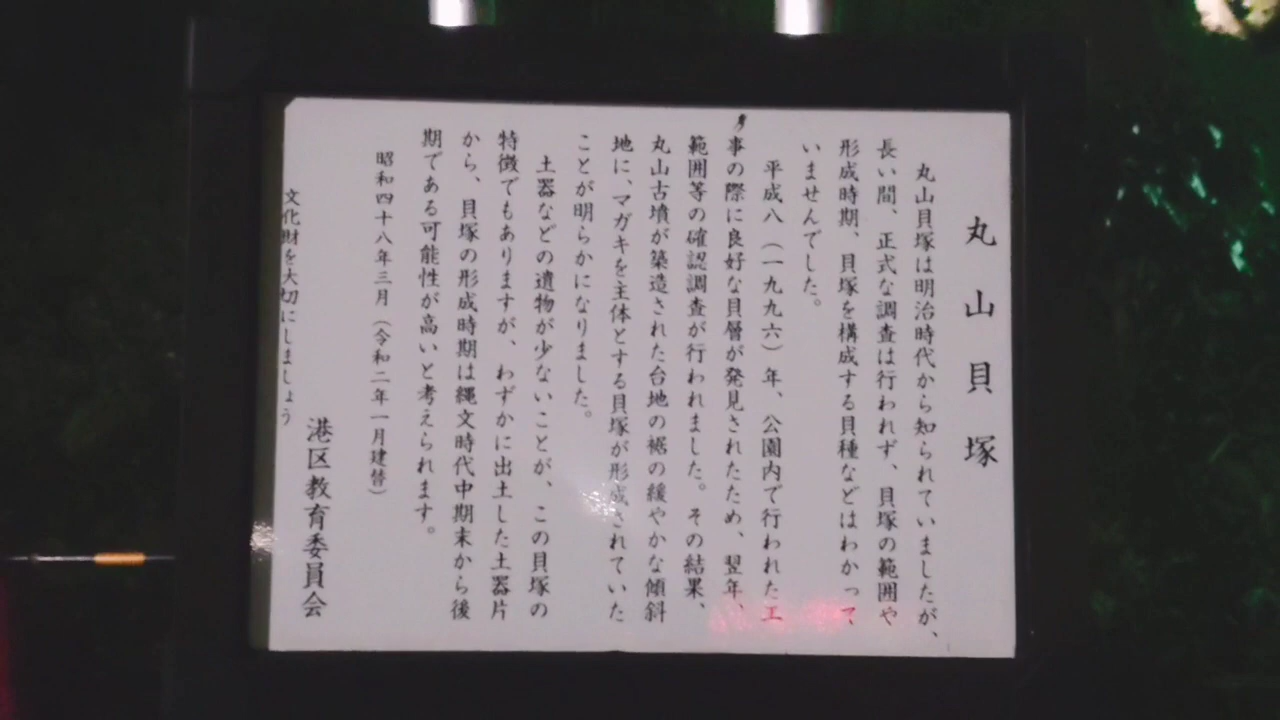 丸山貝塚
丸山貝塚は明治時代から知られていましたが、
長い間、正式な調査は行われず、貝塚の範囲や
形成時期、貝塚を構成する貝種などはわかって
いませんでした。
平成八（一九九六）年、公園内で行われた工
事の際に良好な貝層が発見されたため、翌年、
範囲等の確認調査が行われました。その結果、
丸山古墳が築造された台地の裾の緩やかな傾斜
地に、マガキを主体とする貝塚が形成されていた
ことが明らかになりました。
土器などの遺物が少ないことが、この貝塚の
特徴でもありますが、わずかに出土した土器片
から、貝塚の形成時期は縄文時代中期末から後
期である可能性が高いと考えられます。
昭和四十八年三月（令和二年一月建替）
港区教育委員会
文化財を大切にしましょう